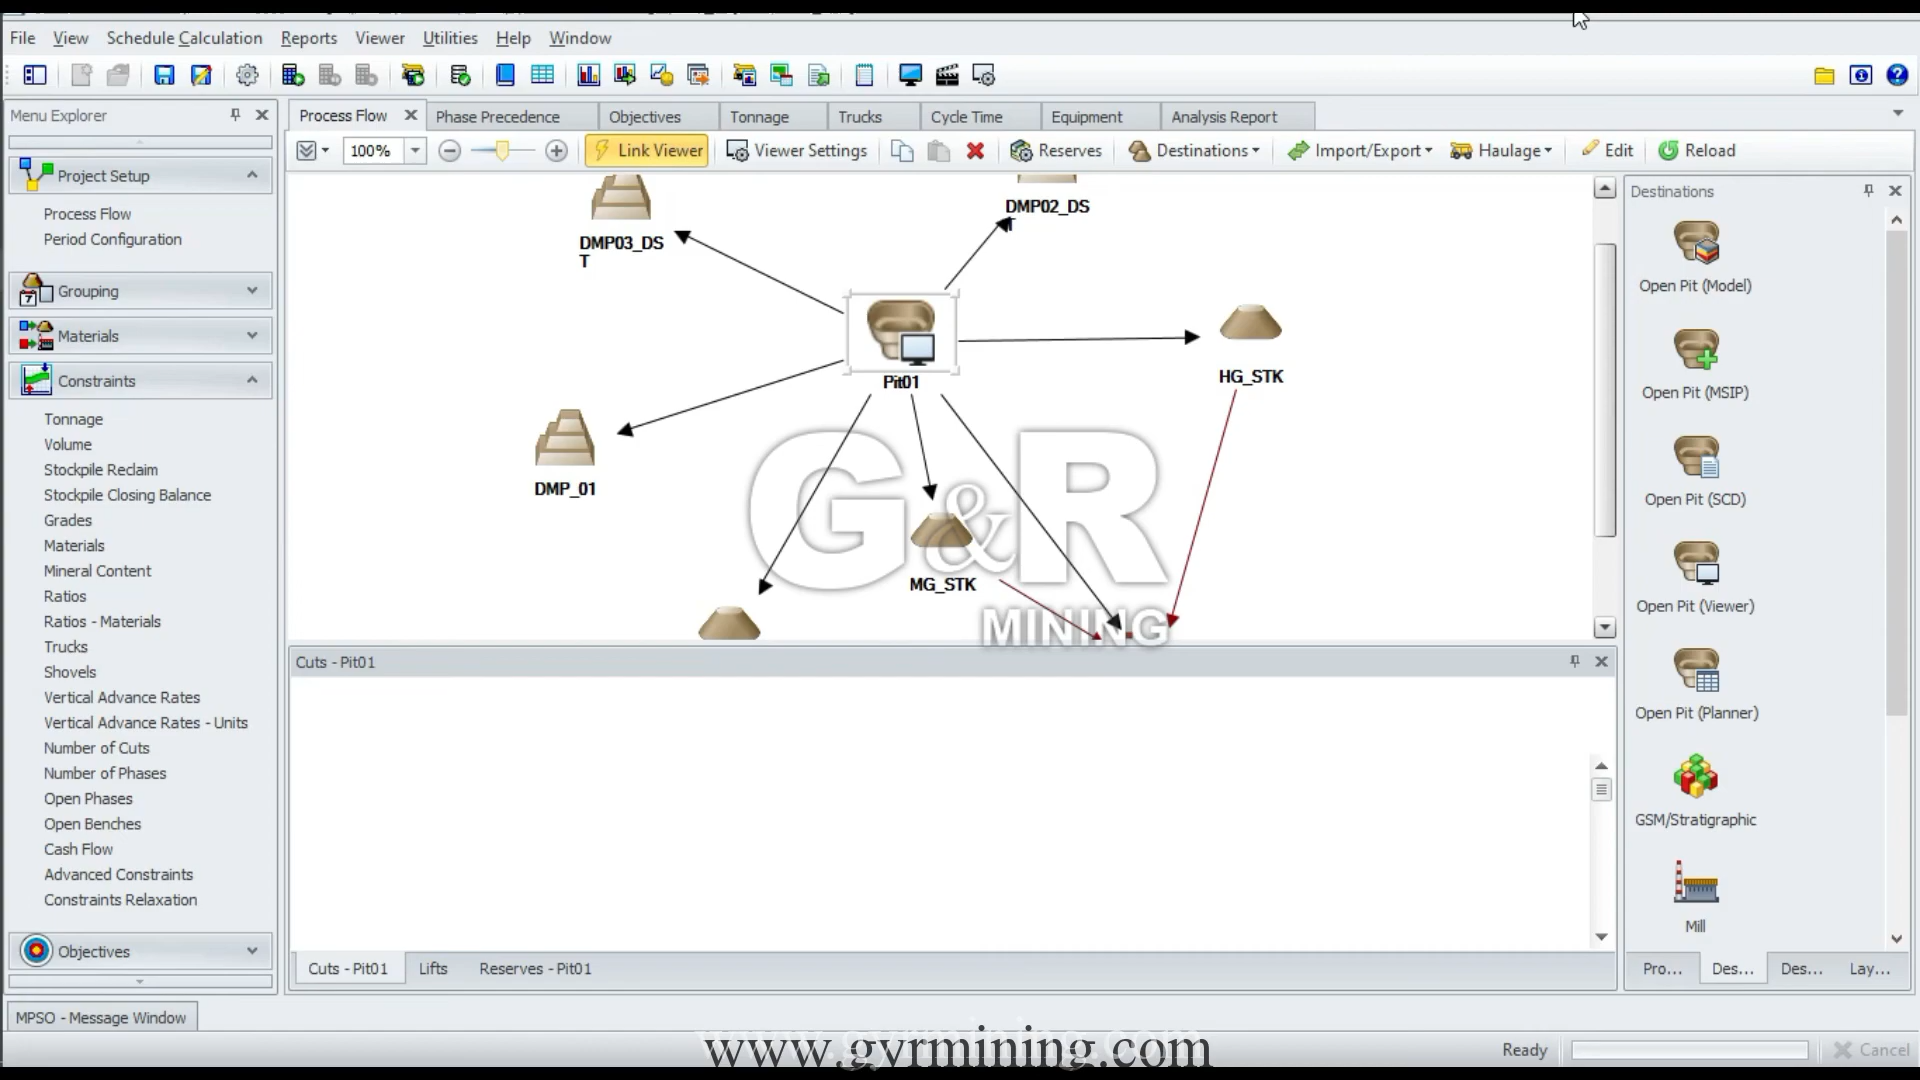 File View Schedule Calculation Reports Viewer Utilities Help Window
Menu Explorer
Process Flow Phase Precedence Objectives Tonnage Trucks Cycle Time Equipment Analysis Report
100% Link Viewer Viewer Settings Reserves Destinations Import/Export Haulage Edit Reload
Project Setup
Process Flow
Period Configuration
Grouping
Materials
Constraints
Tonnage
Volume
Stockpile Reclaim
Stockpile Closing Balance
Grades
Materials
Mineral Content
Ratios
Ratios - Materials
Trucks
Shovels
Vertical Advance Rates
Vertical Advance Rates - Units
Number of Cuts
Number of Phases
Open Phases
Open Benches
Cash Flow
Advanced Constraints
Constraints Relaxation
Objectives
DMP02_DS
T
DMP03_DS
T
Pit01
HG_STK
DMP_01
MG_STK
G&R
MINING
Cuts - Pit01
Cuts - Pit01 Lifts Reserves - Pit01
Destinations
Open Pit (Model)
Open Pit (MSIP)
Open Pit (SCD)
Open Pit (Viewer)
Open Pit (Planner)
GSM/Stratigraphic
Mill
Pro... Des... Des... Lay...
MPSO - Message Window
www.gyrmining.com
Ready Cancel